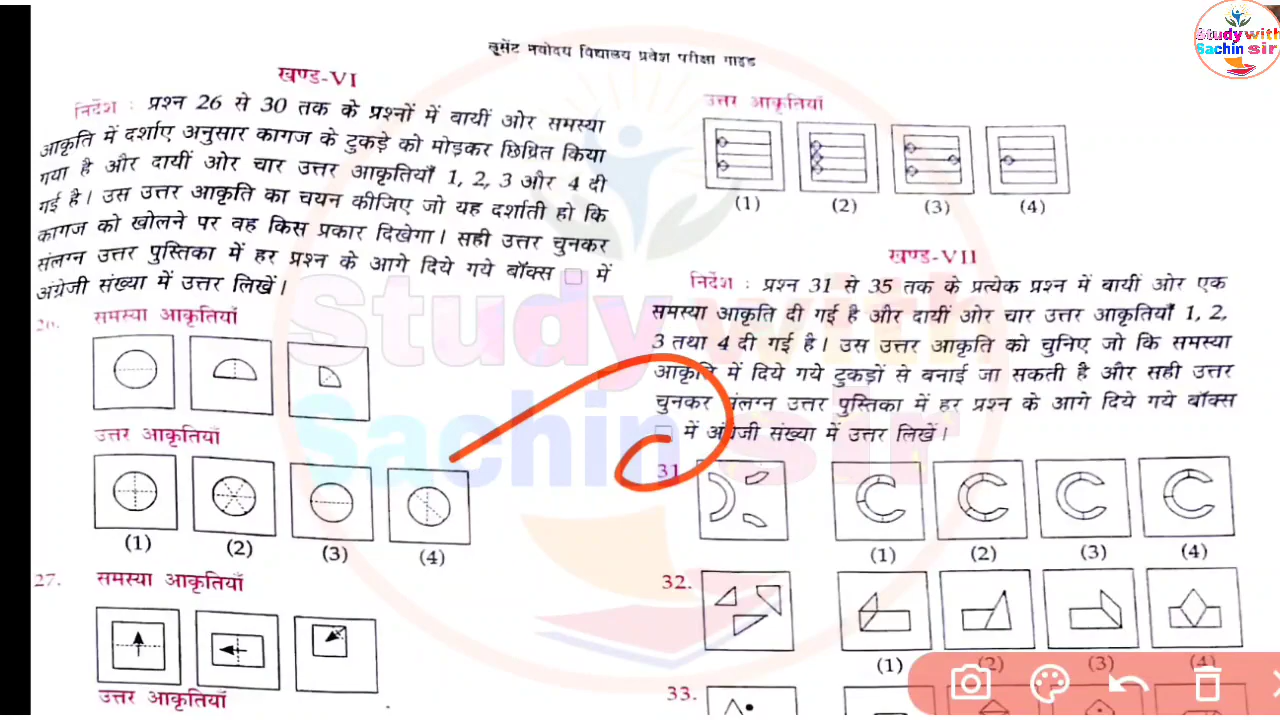 लूसेंट नवोदय विद्यालय प्रवेश परीक्षा गाइड
खण्ड-VI
निर्देश : प्रश्न 26 से 30 तक के प्रश्नों में बायीं ओर समस्या
आकृति में दर्शाए अनुसार कागज के टुकड़े को मोड़कर छिद्रित किया
गया है और दायीं ओर चार उत्तर आकृतियाँ 1, 2, 3 और 4 दी
गई है। उस उत्तर आकृति का चयन कीजिए जो यह दर्शाती हो कि
कागज को खोलने पर वह किस प्रकार दिखेगा। सही उत्तर चुनकर
संलग्न उत्तर पुस्तिका में हर प्रश्न के आगे दिये गये बॉक्स □ में
अंग्रेजी संख्या में उत्तर लिखें।
26. समस्या आकृतियाँ
उत्तर आकृतियाँ
(1) (2) (3) (4)
27. समस्या आकृतियाँ
उत्तर आकृतियाँ
उत्तर आकृतियाँ
(1) (2) (3) (4)
खण्ड-VII
निर्देश : प्रश्न 31 से 35 तक के प्रत्येक प्रश्न में बायीं ओर एक
समस्या आकृति दी गई है और दायीं ओर चार उत्तर आकृतियाँ 1, 2,
3 तथा 4 दी गई है। उस उत्तर आकृति को चुनिए जो कि समस्या
आकृति में दिये गये टुकड़ों से बनाई जा सकती है और सही उत्तर
चुनकर संलग्न उत्तर पुस्तिका में हर प्रश्न के आगे दिये गये बॉक्स
□ में अंग्रेजी संख्या में उत्तर लिखें।
31
(1) (2) (3) (4)
32.
(1) (2) (3) (4)
33.
Study with
Sachin sir
Study with
Sachin sir